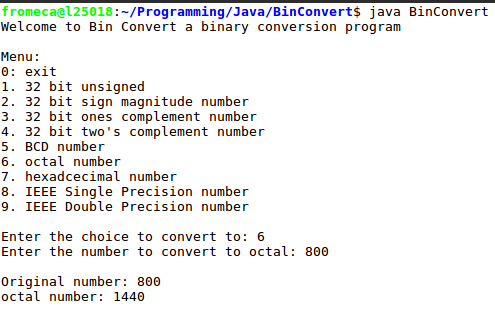 fromeca@l25018:~/Programming/Java/BinConvert$ java BinConvert
Welcome to Bin Convert a binary conversion program
Menu:
0: exit
1. 32 bit unsigned
2. 32 bit sign magnitude number
3. 32 bit ones complement number
4. 32 bit two's complement number
5. BCD number
6. octal number
7. hexadcecimal number
8. IEEE Single Precision number
9. IEEE Double Precision number
Enter the choice to convert to: 6
Enter the number to convert to octal: 800
Original number: 800
octal number: 1440